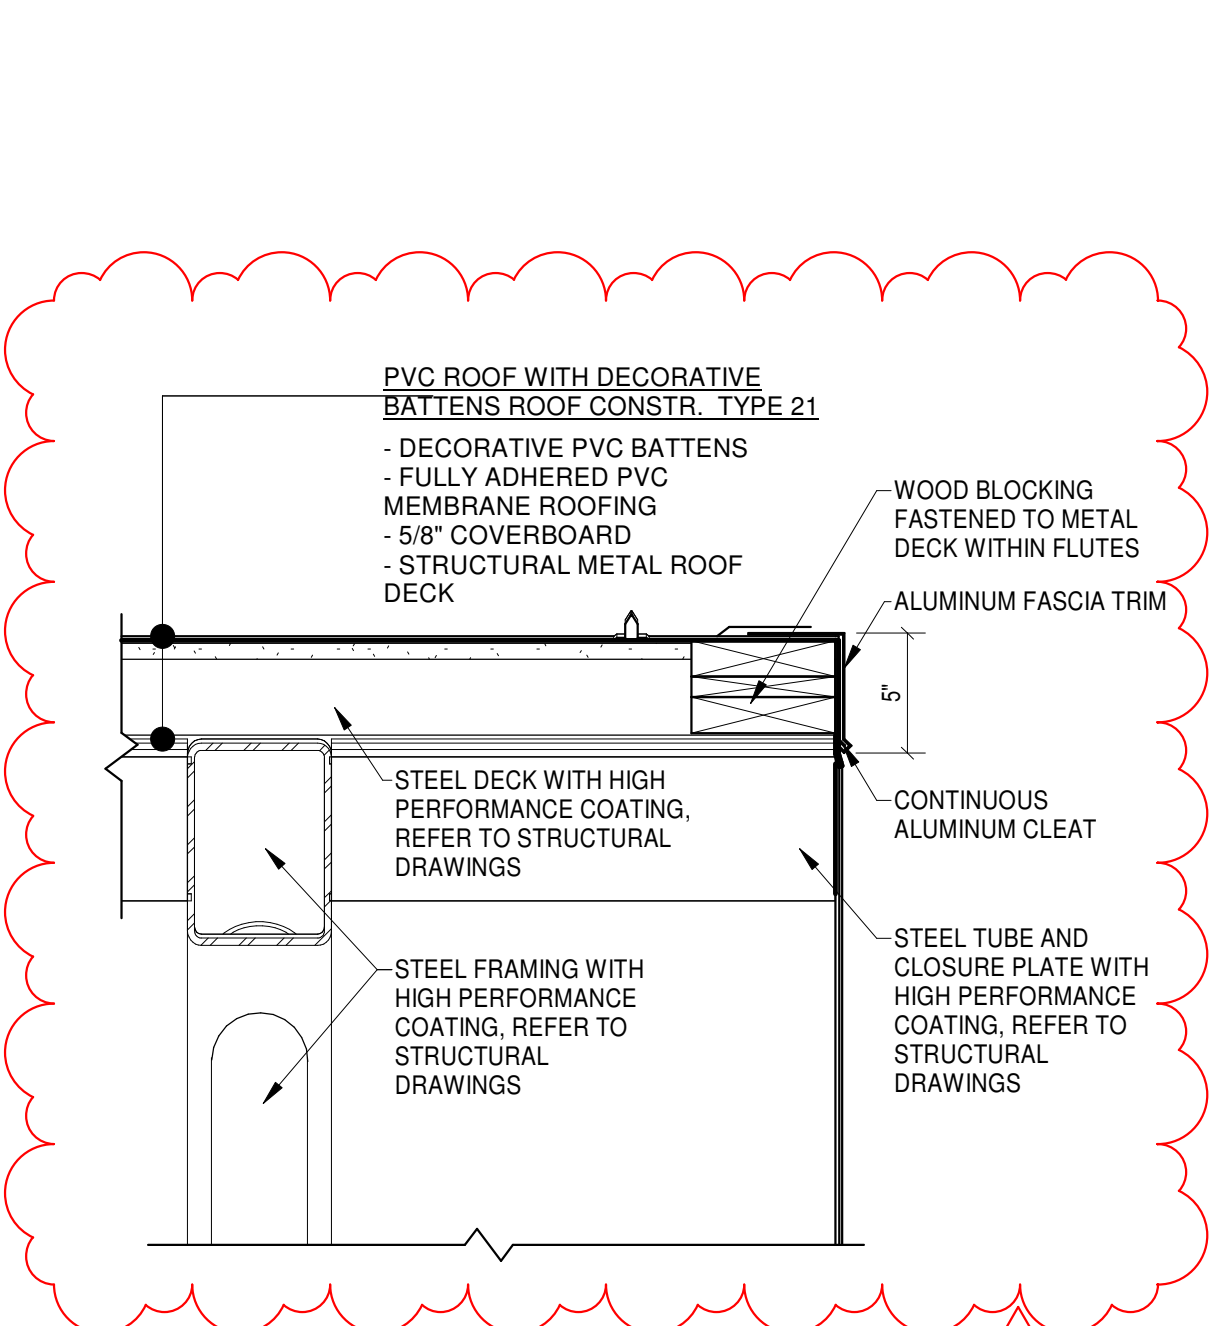 PVC ROOF WITH DECORATIVE
BATTENS ROOF CONSTR.  TYPE 21
- DECORATIVE PVC BATTENS
- FULLY ADHERED PVC
MEMBRANE ROOFING
- 5/8" COVERBOARD
- STRUCTURAL METAL ROOF
DECK
WOOD BLOCKING
FASTENED TO METAL
DECK WITHIN FLUTES
ALUMINUM FASCIA TRIM
5"
STEEL DECK WITH HIGH
PERFORMANCE COATING,
REFER TO STRUCTURAL
DRAWINGS
CONTINUOUS
ALUMINUM CLEAT
STEEL FRAMING WITH
HIGH PERFORMANCE
COATING, REFER TO
STRUCTURAL
DRAWINGS
STEEL TUBE AND
CLOSURE PLATE WITH
HIGH PERFORMANCE
COATING, REFER TO
STRUCTURAL
DRAWINGS